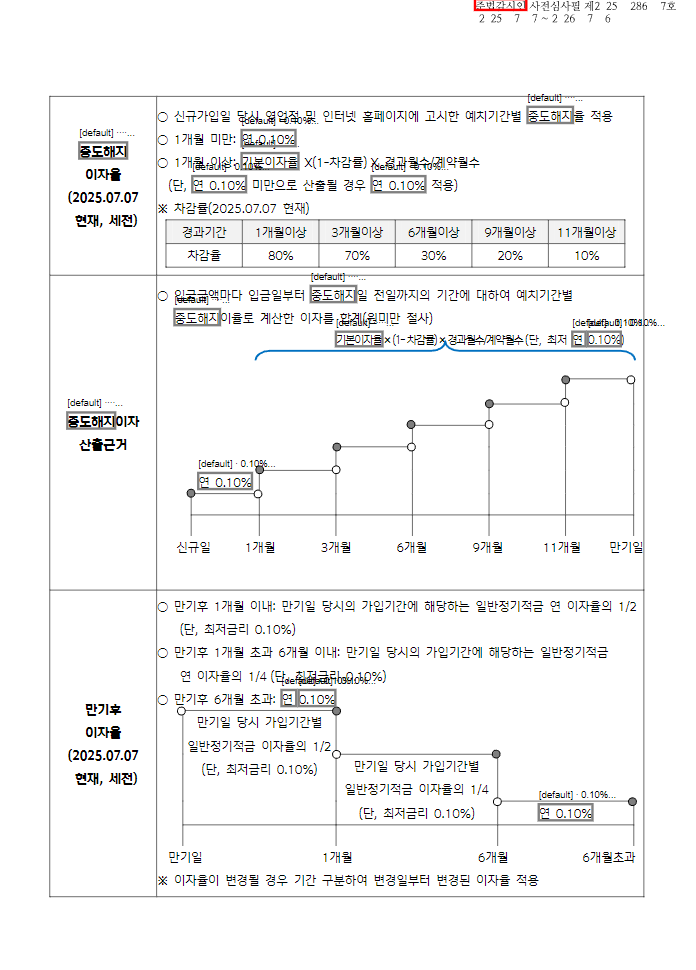 준법감시인 사전심사필 제2 25 286 7호
2 25 7 7 ~ 2 26 7 6
[default] ····...
중도해지
이자율
(2025.07.07
현재, 세전)
[default] ····...
○ 신규가입일 당시 영업점 및 인터넷 홈페이지에 고시한 예치기간별 중도해지율 적용
[default] · 0.10%...
○ 1개월 미만: 연 0.10%
[default] ····...
○ 1개월 이상: 기본이자율 X(1-차감률) X 경과월수/계약월수
[default] · 0.10%... [default] · 0.10%...
(단, 연 0.10% 미만으로 산출될 경우 연 0.10% 적용)
※ 차감률(2025.07.07 현재)
경과기간 1개월이상 3개월이상 6개월이상 9개월이상 11개월이상
차감율 80% 70% 30% 20% 10%
[default] ····...
중도해지이자
산출근거
[default] ····...
○ 입금금액마다 입금일부터 중도해지일 전일까지의 기간에 대하여 예치기간별
[default] ····...
중도해지이율로 계산한 이자를 합계(원미만 절사)
[default] ····...
기본이자율 × (1-차감률) × 경과월수/계약월수 (단, 최저 연 0.10%)
[default] · 0.10%...
연 0.10%
신규일 1개월 3개월 6개월 9개월 11개월 만기일
만기후
이자율
(2025.07.07
현재, 세전)
○ 만기후 1개월 이내: 만기일 당시의 가입기간에 해당하는 일반정기적금 연 이자율의 1/2
(단, 최저금리 0.10%)
○ 만기후 1개월 초과 6개월 이내: 만기일 당시의 가입기간에 해당하는 일반정기적금
연 이자율의 1/4 (단, 최저금리 0.10%)
○ 만기후 6개월 초과: 연 0.10%
만기일 당시 가입기간별
일반정기적금 이자율의 1/2
(단, 최저금리 0.10%)
만기일 당시 가입기간별
일반정기적금 이자율의 1/4
(단, 최저금리 0.10%)
[default] · 0.10%...
연 0.10%
만기일 1개월 6개월 6개월초과
※ 이자율이 변경될 경우 기간 구분하여 변경일부터 변경된 이자율 적용